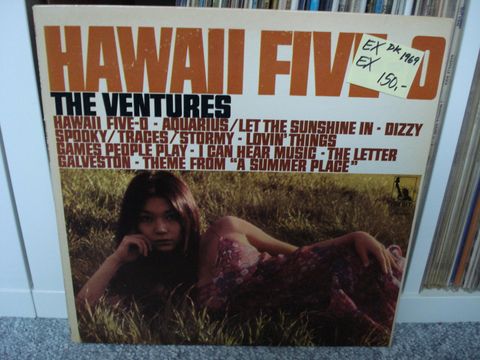 HAWAII FIVE-O
EX DK 1969
EX 150,-
THE VENTURES
HAWAII FIVE-O - AQUARIUS/LET THE SUNSHINE IN - DIZZY
SPOOKY/TRACES/STORMY - LOVIN' THINGS
GAMES PEOPLE PLAY - I CAN HEAR MUSIC - THE LETTER
GALVESTON - THEME FROM "A SUMMER PLACE"